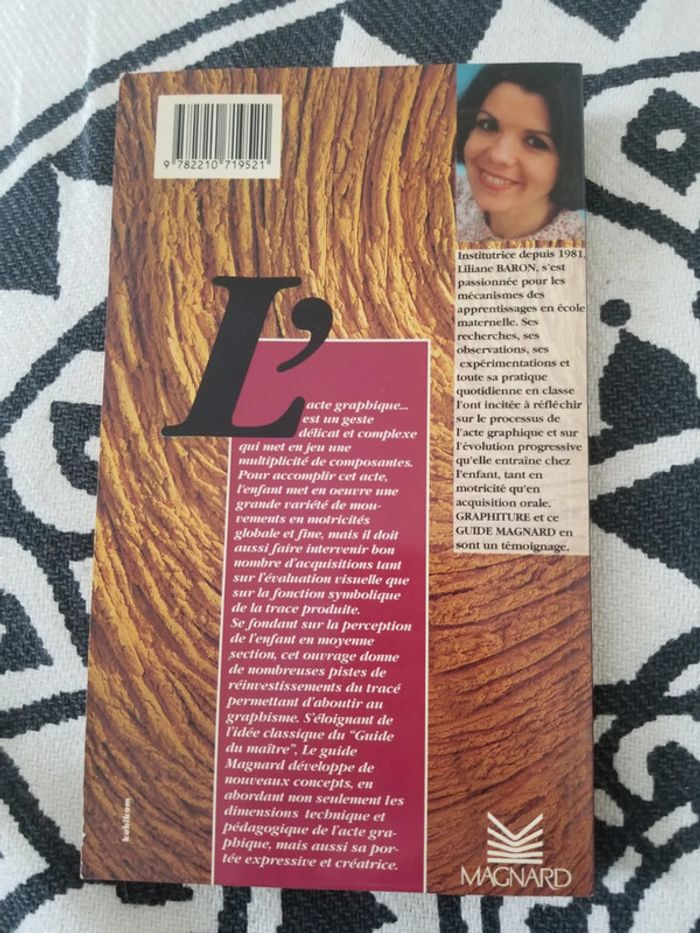 9 782210 719521
Institutrice depuis 1981,
Liliane BARON, s'est
passionnée pour les
mécanismes des
apprentissages en école
maternelle. Ses
recherches, ses
observations, ses
expérimentations et
toute sa pratique
quotidienne en classe
l'ont incitée à réfléchir
sur le processus de
l'acte graphique et sur
l'évolution progressive
qu'elle entraîne chez
l'enfant, tant en
motricité qu'en
acquisition orale.
GRAPHITURE et ce
GUIDE MAGNARD en
sont un témoignage.
L'
acte graphique...
est un geste
délicat et complexe
qui met en jeu une
multiplicité de composantes.
Pour accomplir cet acte,
l'enfant met en oeuvre une
grande variété de mou-
vements en motricités
globale et fine, mais il doit
aussi faire intervenir bon
nombre d'acquisitions tant
sur l'évaluation visuelle que
sur la fonction symbolique
de la trace produite.
Se fondant sur la perception
de l'enfant en moyenne
section, cet ouvrage donne
de nombreuses pistes de
réinvestissements du tracé
permettant d'aboutir au
graphisme. S'éloignant de
l'idée classique du "Guide
du maître", Le guide
Magnard développe de
nouveaux concepts, en
abordant non seulement les
dimensions technique et
pédagogique de l'acte gra-
phique, mais aussi sa por-
tée expressive et créatrice.
kubikom
MAGNARD